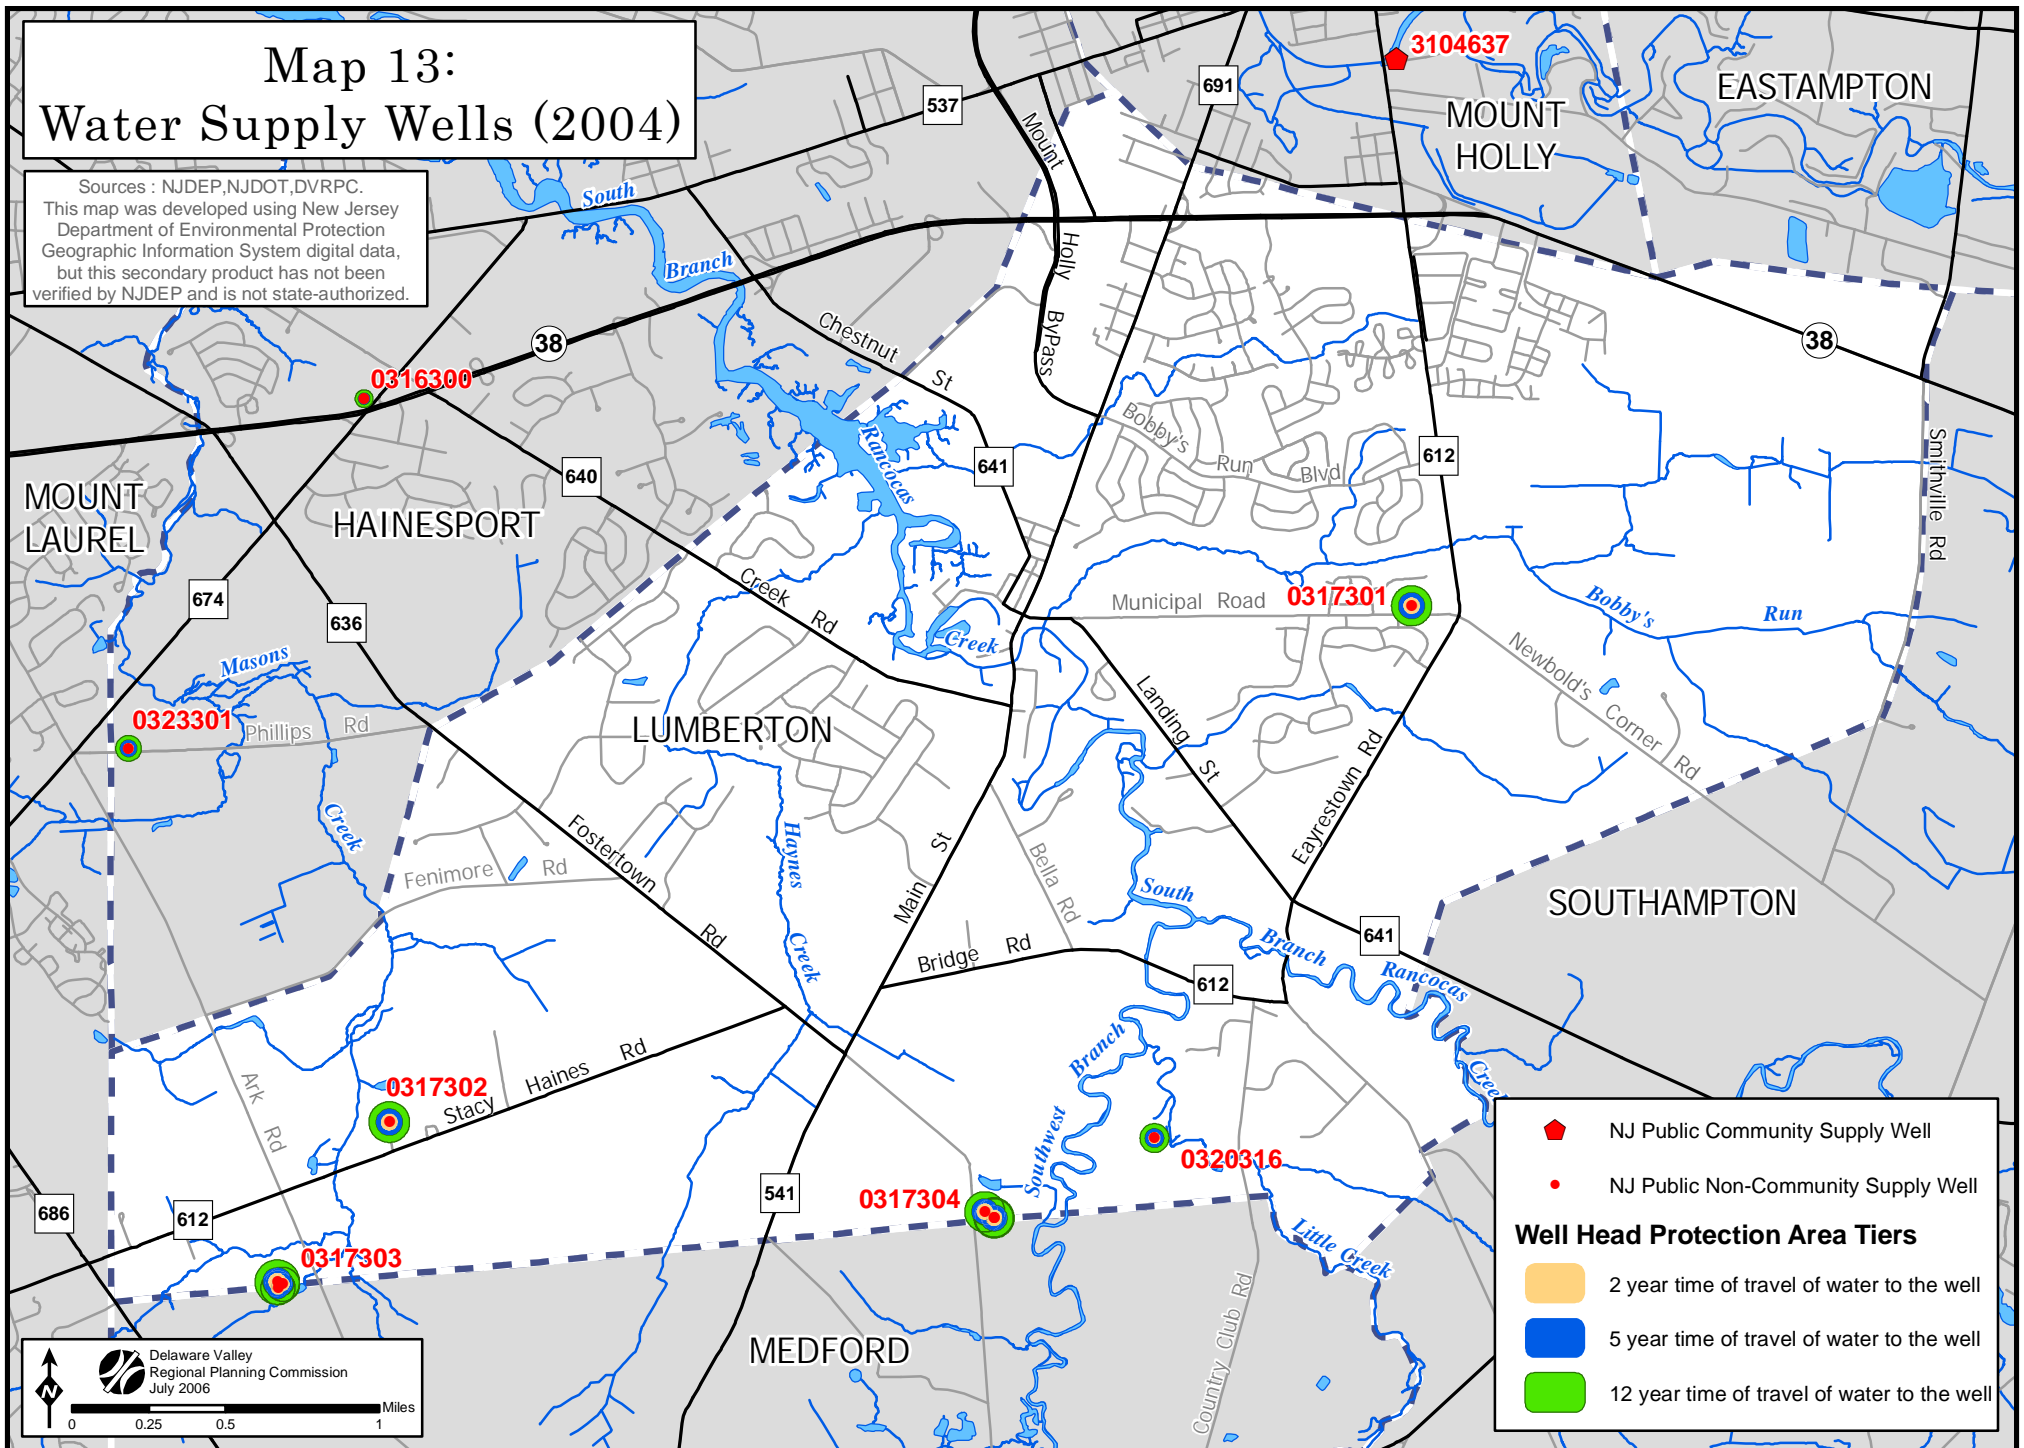 Map 13:
Water Supply Wells (2004)
Sources : NJDEP,NJDOT,DVRPC.
This map was developed using New Jersey
Department of Environmental Protection
Geographic Information System digital data,
but this secondary product has not been
verified by NJDEP and is not state-authorized.
3104637
EASTAMPTON
MOUNT
HOLLY
691
537
Mount
Holly
ByPass
South
Branch
Rancocas
Creek
38
38
0316300
Chestnut
St
641
640
Bobby's
Run
Blvd
612
Smithville Rd
MOUNT
LAUREL
HAINESPORT
674
636
Creek
Rd
Municipal Road
0317301
Bobby's
Run
Newbold's
Corner
Rd
Masons
Creek
0323301
Phillips
Rd
LUMBERTON
Landing
St
Eayrestown Rd
Fostertown
Rd
Fenimore
Rd
Haynes
Creek
Main
St
Bella Rd
SOUTHAMPTON
South
Branch
Rancocas
Creek
641
Bridge
Rd
612
Southwest
Branch
Ark
Rd
0317302
Stacy
Haines
Rd
0320316
0317304
541
686
612
0317303
Little Creek
Country Club Rd
MEDFORD
NJ Public Community Supply Well
NJ Public Non-Community Supply Well
Well Head Protection Area Tiers
2 year time of travel of water to the well
5 year time of travel of water to the well
12 year time of travel of water to the well
N
Delaware Valley
Regional Planning Commission
July 2006
Miles
0 0.25 0.5 1